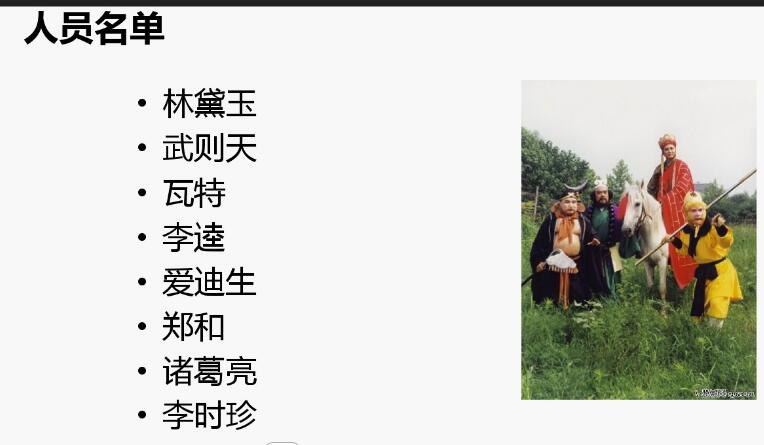 人员名单
• 林黛玉
• 武则天
• 瓦特
• 李逵
• 爱迪生
• 郑和
• 诸葛亮
• 李时珍